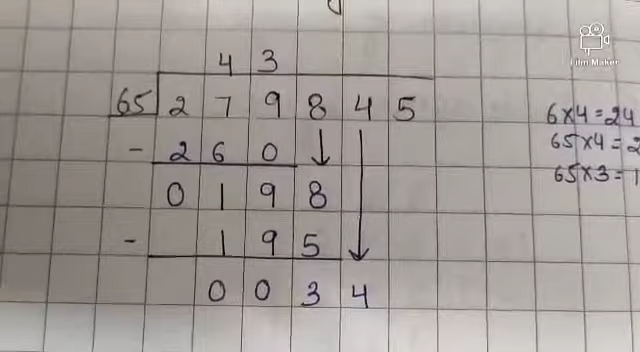 Film Maker
4 3
65 2 7 9 8 4 5
- 2 6 0
0 1 9 8
- 1 9 5
0 0 3 4
6×4=24
65×4=2
65×3=1